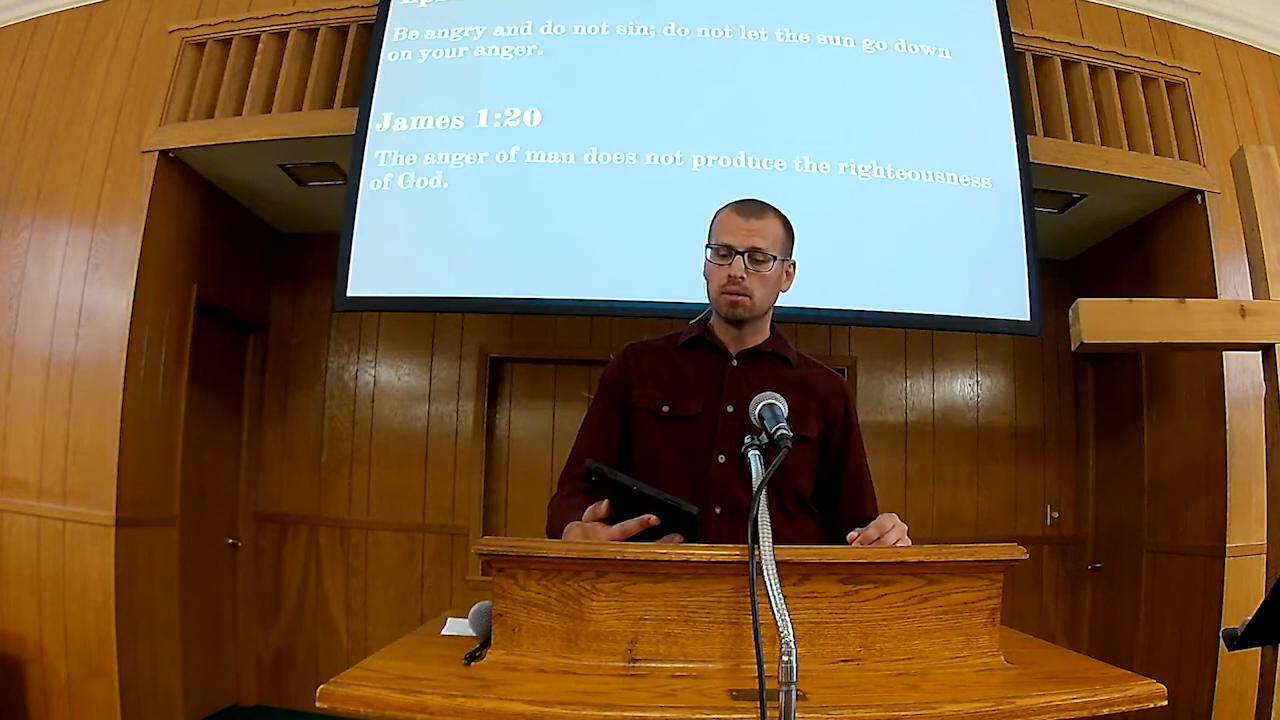 Be angry and do not sin; do not let the sun go down
on your anger.
James 1:20
The anger of man does not produce the righteousness
of God.